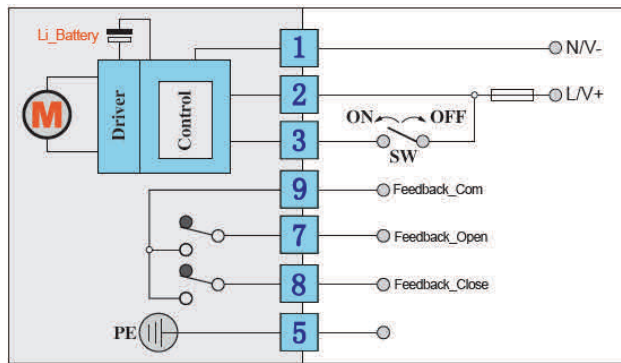 Li_Battery
M
Driver
Control
1
N/V-
2
L/V+
ON
OFF
3
SW
9
Feedback_Com
7
Feedback_Open
8
Feedback_Close
PE
5